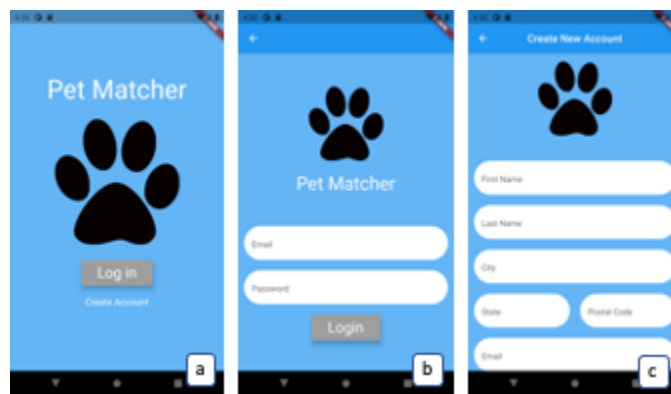 Pet Matcher
Log in
Create Account
a
Pet Matcher
Email
Password
Login
b
Create New Account
First Name
Last Name
City
State
Postal Code
Email
c